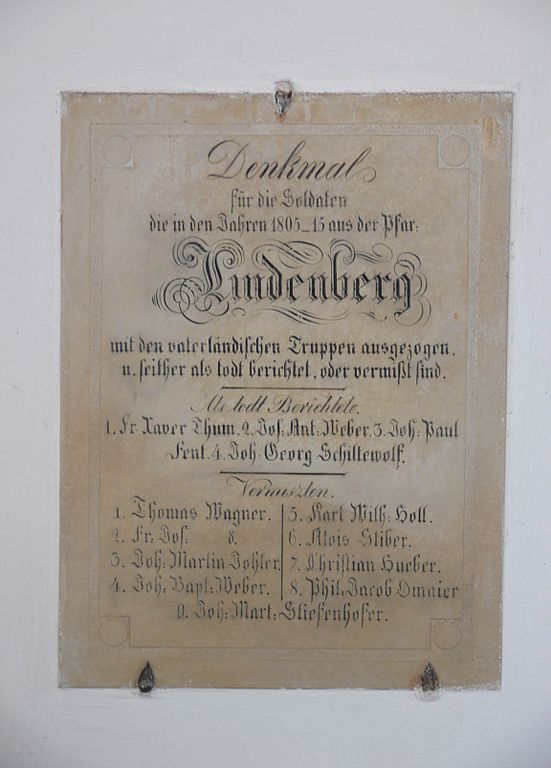 Denkmal
für die Soldaten
die in den Jahren 1805_15 aus der Pfar:
Lindenberg
mit den vaterländischen Truppen ausgezogen,
u. seither als todt berichtet, oder vermißt sind.
Als todt Berichtete.
1. Fr. Xaver Thum. 2. Jos: Ant: Weber. 3. Joh: Paul
Fent. 4. Joh: Georg Schiltewolf.
Vermiszten.
1. Thomas Wagner.
2. Fr: Jos: 8.
3. Joh: Martin Johler
4. Joh: Bapt: Weber.
5. Karl Wilh: Holl.
6. Alois Stiber.
7. Christian Hueber.
8. Phil: Jacob Omaier
9. Joh: Mart: Stiefenhofer.